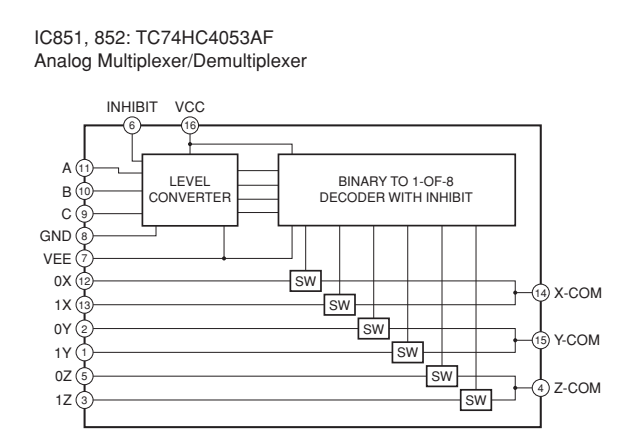 IC851, 852: TC74HC4053AF
Analog Multiplexer/Demultiplexer
INHIBIT VCC
6 16
A 11
B 10
C 9
GND 8
VEE 7
LEVEL
CONVERTER
BINARY TO 1-OF-8
DECODER WITH INHIBIT
0X 12 SW
14 X-COM
1X 13 SW
0Y 2 SW
15 Y-COM
1Y 1 SW
0Z 5 SW
4 Z-COM
1Z 3 SW